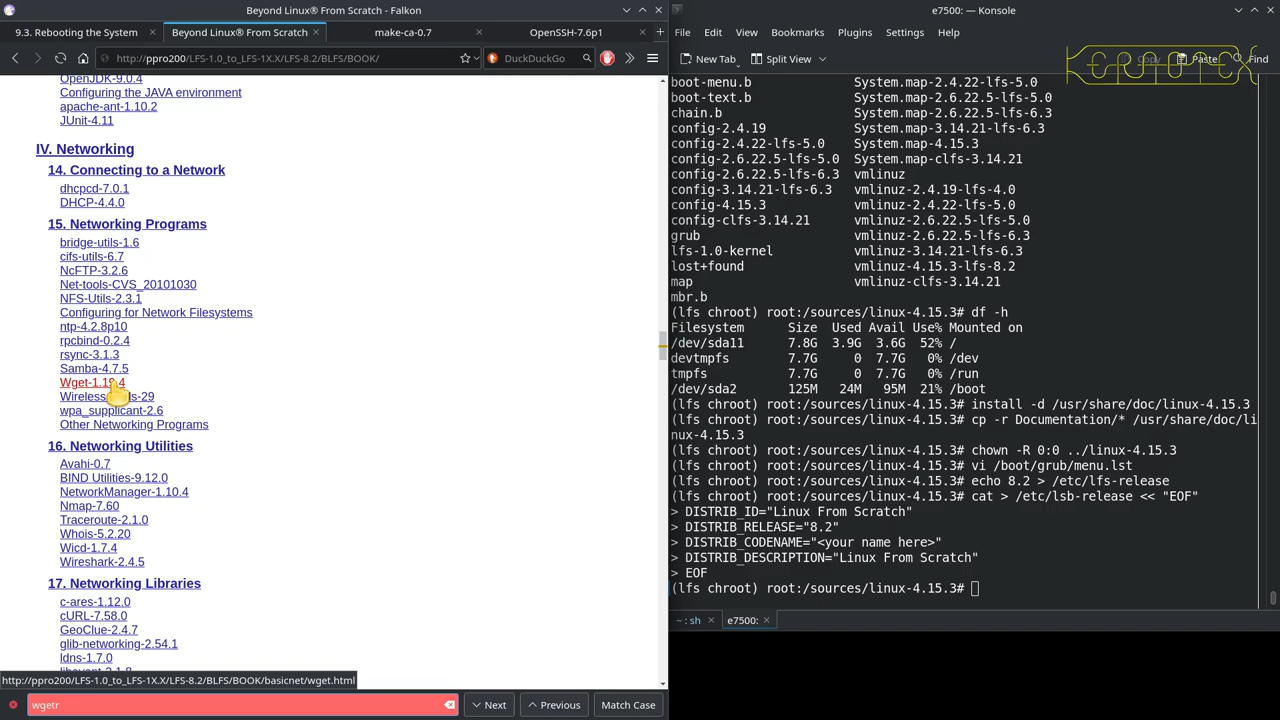 Beyond Linux® From Scratch - Falkon
9.3. Rebooting the System
Beyond Linux® From Scratch
make-ca-0.7
OpenSSH-7.6p1
http://ppro200/LFS-1.0_to_LFS-1X.X/LFS-8.2/BLFS/BOOK/
DuckDuckGo
OpenJDK-9.0.4
Configuring the JAVA environment
apache-ant-1.10.2
JUnit-4.11
IV. Networking
14. Connecting to a Network
dhcpcd-7.0.1
DHCP-4.4.0
15. Networking Programs
bridge-utils-1.6
cifs-utils-6.7
NcFTP-3.2.6
Net-tools-CVS_20101030
NFS-Utils-2.3.1
Configuring for Network Filesystems
ntp-4.2.8p10
rpcbind-0.2.4
rsync-3.1.3
Samba-4.7.5
Wget-1.19.4
wpa_supplicant-2.6
Other Networking Programs
16. Networking Utilities
Avahi-0.7
BIND Utilities-9.12.0
NetworkManager-1.10.4
Nmap-7.60
Traceroute-2.1.0
Whois-5.2.20
Wicd-1.7.4
Wireshark-2.4.5
17. Networking Libraries
c-ares-1.12.0
cURL-7.58.0
GeoClue-2.4.7
glib-networking-2.54.1
ldns-1.7.0
http://ppro200/LFS-1.0_to_LFS-1X.X/LFS-8.2/BLFS/BOOK/basicnet/wget.html
wgetr
Next
Previous
Match Case
e7500: — Konsole
File Edit View Bookmarks Plugins Settings Help
New Tab Split View Copy Paste Find
boot-menu.b System.map-2.4.22-lfs-5.0
boot-text.b System.map-2.6.22.5-lfs-5.0
chain.b System.map-2.6.22.5-lfs-6.3
config-2.4.19 System.map-3.14.21-lfs-6.3
config-2.4.22-lfs-5.0 System.map-4.15.3
config-2.6.22.5-lfs-5.0 System.map-clfs-3.14.21
config-2.6.22.5-lfs-6.3 vmlinuz
config-3.14.21-lfs-6.3 vmlinuz-2.4.19-lfs-4.0
config-4.15.3 vmlinuz-2.4.22-lfs-5.0
config-clfs-3.14.21 vmlinuz-2.6.22.5-lfs-5.0
grub vmlinuz-2.6.22.5-lfs-6.3
lfs-1.0-kernel vmlinuz-3.14.21-lfs-6.3
lost+found vmlinuz-4.15.3-lfs-8.2
map vmlinuz-clfs-3.14.21
mbr.b
(lfs chroot) root:/sources/linux-4.15.3# df -h
Filesystem Size Used Avail Use% Mounted on
/dev/sda11 7.8G 3.9G 3.6G 52% /
devtmpfs 7.7G 0 7.7G 0% /dev
tmpfs 7.7G 0 7.7G 0% /run
/dev/sda2 125M 24M 95M 21% /boot
(lfs chroot) root:/sources/linux-4.15.3# install -d /usr/share/doc/linux-4.15.3
(lfs chroot) root:/sources/linux-4.15.3# cp -r Documentation/* /usr/share/doc/li
nux-4.15.3
(lfs chroot) root:/sources/linux-4.15.3# chown -R 0:0 ../linux-4.15.3
(lfs chroot) root:/sources/linux-4.15.3# vi /boot/grub/menu.lst
(lfs chroot) root:/sources/linux-4.15.3# echo 8.2 > /etc/lfs-release
(lfs chroot) root:/sources/linux-4.15.3# cat > /etc/lsb-release << "EOF"
> DISTRIB_ID="Linux From Scratch"
> DISTRIB_RELEASE="8.2"
> DISTRIB_CODENAME="<your name here>"
> DISTRIB_DESCRIPTION="Linux From Scratch"
> EOF
(lfs chroot) root:/sources/linux-4.15.3#
~ : sh
e7500: